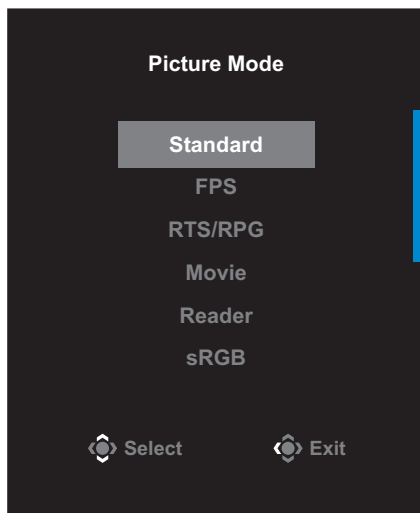 Picture Mode
Standard
FPS
RTS/RPG
Movie
Reader
sRGB
Select Exit